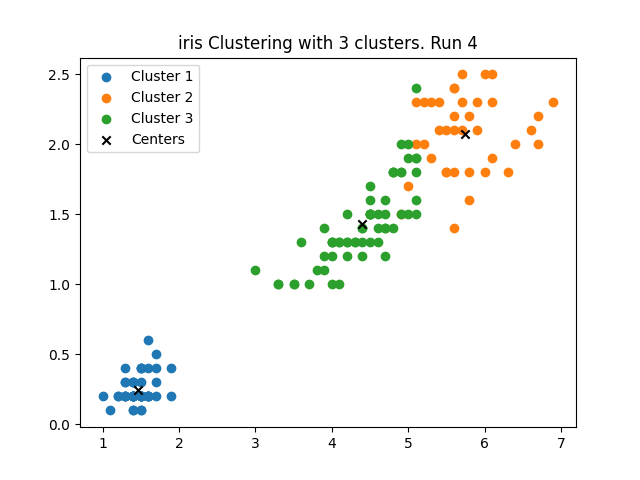 iris Clustering with 3 clusters. Run 4
2.5
2.0
1.5
1.0
0.5
0.0
Cluster 1
Cluster 2
Cluster 3
Centers
1 2 3 4 5 6 7